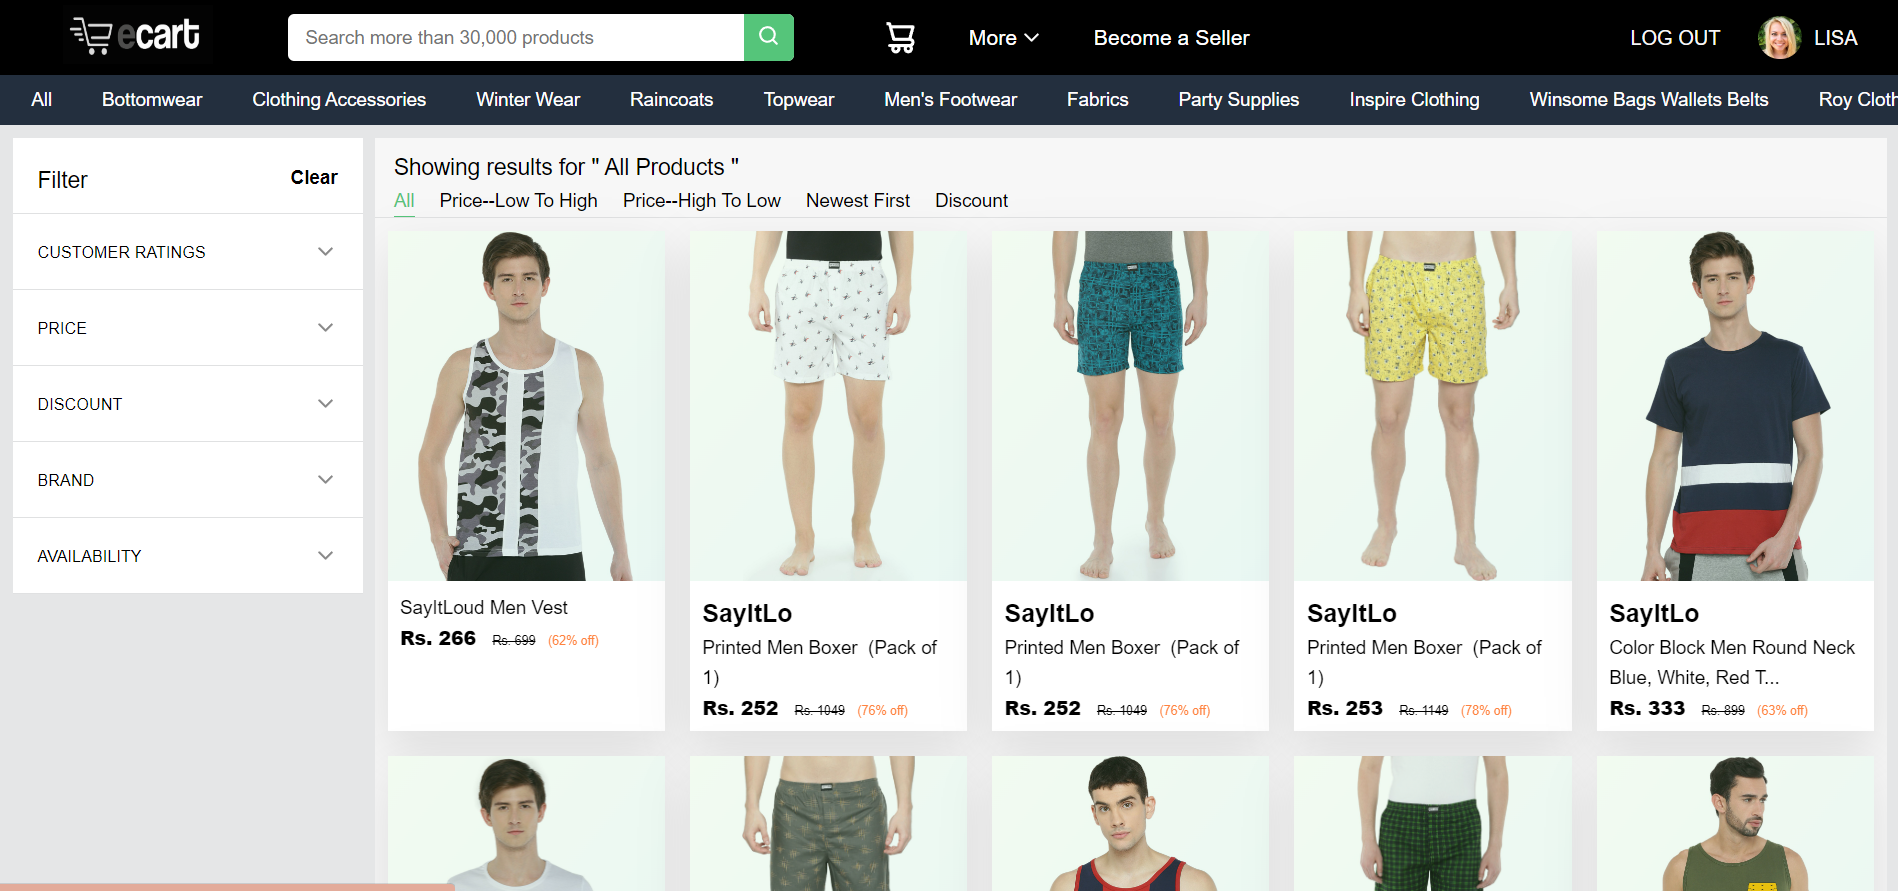 ecart
Search more than 30,000 products
More
Become a Seller
LOG OUT
LISA
All
Bottomwear
Clothing Accessories
Winter Wear
Raincoats
Topwear
Men's Footwear
Fabrics
Party Supplies
Inspire Clothing
Winsome Bags Wallets Belts
Roy Cloth
Filter
Clear
CUSTOMER RATINGS
PRICE
DISCOUNT
BRAND
AVAILABILITY
Showing results for " All Products "
All
Price--Low To High
Price--High To Low
Newest First
Discount
SayItLoud Men Vest
Rs. 266 Rs. 699 (62% off)
SayItLo
Printed Men Boxer (Pack of
1)
Rs. 252 Rs. 1049 (76% off)
SayItLo
Printed Men Boxer (Pack of
1)
Rs. 252 Rs. 1049 (76% off)
SayItLo
Printed Men Boxer (Pack of
1)
Rs. 253 Rs. 1149 (78% off)
SayItLo
Color Block Men Round Neck
Blue, White, Red T...
Rs. 333 Rs. 899 (63% off)